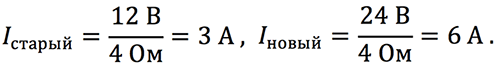 I_старый = 12 В / 4 Ом = 3 А , I_новый = 24 В / 4 Ом = 6 А .